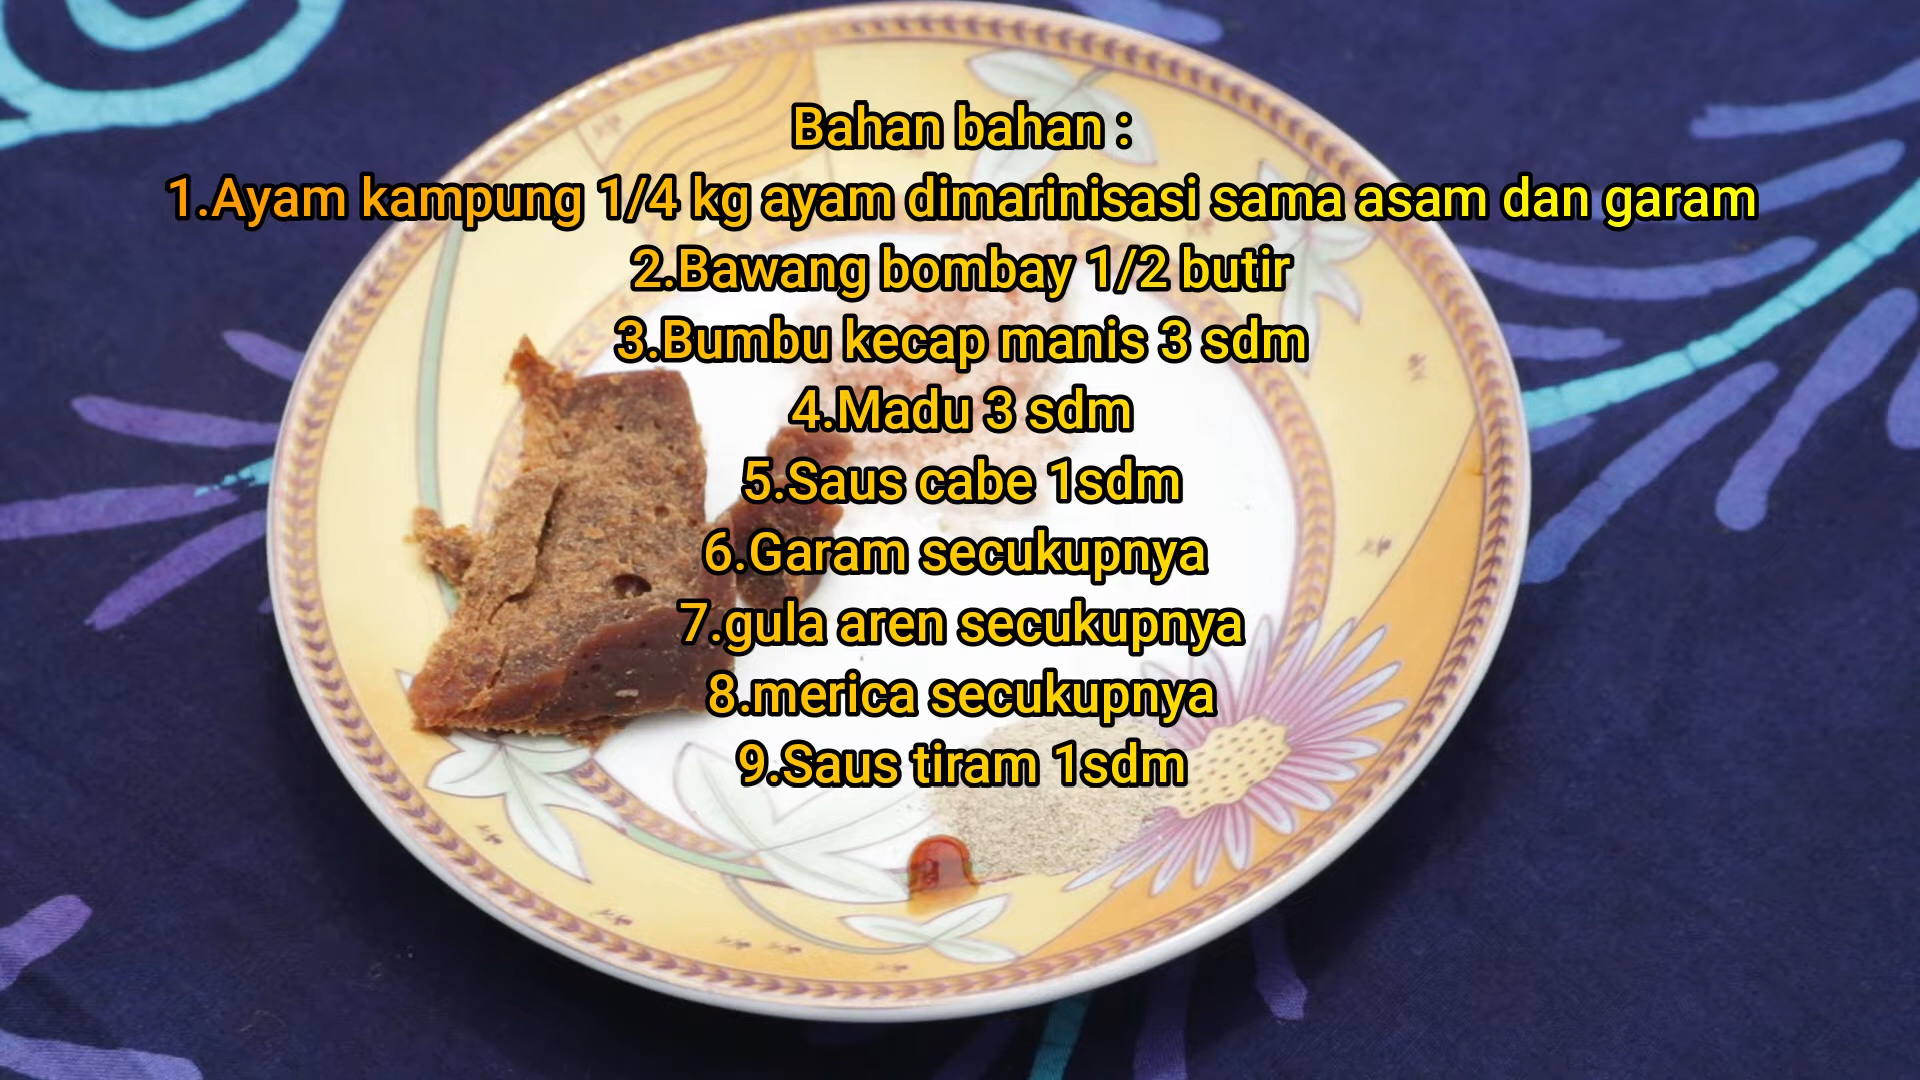 Bahan bahan :
1.Ayam kampung 1/4 kg ayam dimarinisasi sama asam dan garam
2.Bawang bombay 1/2 butir
3.Bumbu kecap manis 3 sdm
4.Madu 3 sdm
5.Saus cabe 1sdm
6.Garam secukupnya
7.gula aren secukupnya
8.merica secukupnya
9.Saus tiram 1sdm